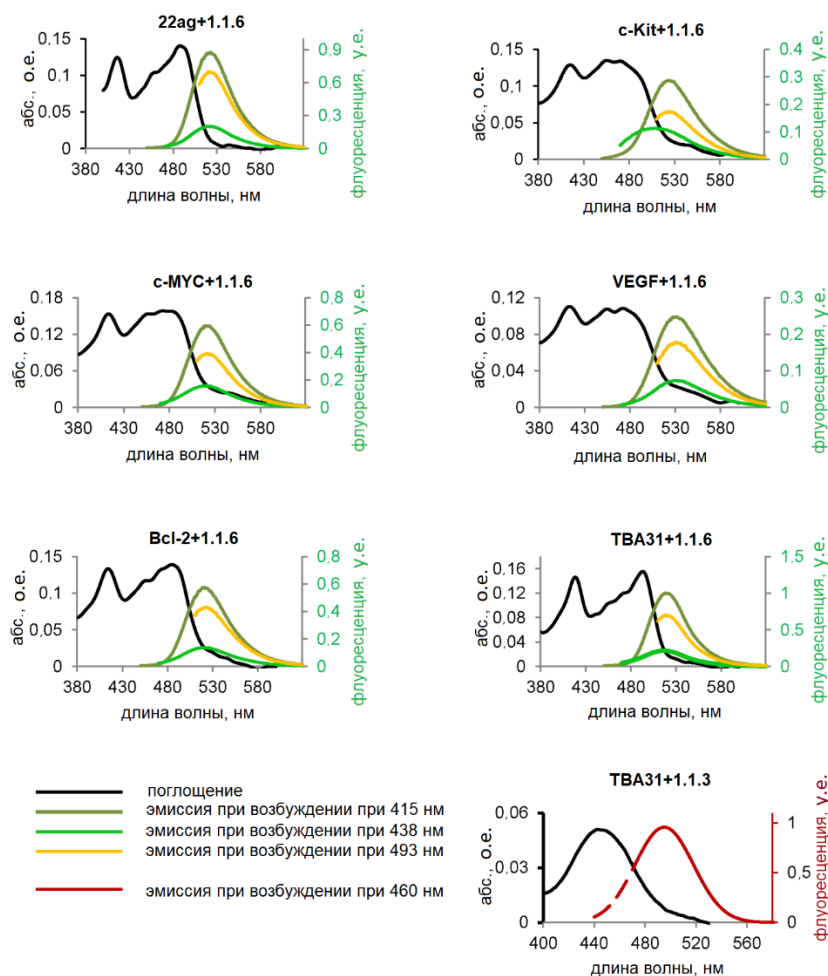 22ag+1.1.6
абс., о.е.
0.15
0.1
0.05
0
0.9
0.6
0.3
0
флуоресценция, у.е.
380 430 480 530 580
длина волны, нм
c-Kit+1.1.6
абс., о.е.
0.15
0.1
0.05
0
0.4
0.3
0.2
0.1
0
флуоресценция, у.е.
380 430 480 530 580
длина волны, нм
c-MYC+1.1.6
абс., о.е.
0.18
0.12
0.06
0
0,8
0,6
0.4
0.2
0
флуоресценция, у.е.
380 430 480 530 580
длина волны, нм
VEGF+1.1.6
абс., о.е.
0.12
0.08
0.04
0
0.3
0.2
0.1
0
флуоресценция, у.е.
380 430 480 530 580
длина волны, нм
Bcl-2+1.1.6
абс., о.е.
0.15
0.1
0.05
0
0,8
0.6
0.4
0.2
0
флуоресценция, у.е.
380 430 480 530 580
длина волны, нм
TBA31+1.1.6
абс., о.е.
0.16
0.12
0.08
0.04
0
1.5
1
0.5
0
флуоресценция, у.е.
380 430 480 530 580
длина волны, нм
поглощение
эмиссия при возбуждении при 415 нм
эмиссия при возбуждении при 438 нм
эмиссия при возбуждении при 493 нм
эмиссия при возбуждении при 460 нм
TBA31+1.1.3
абс., о.е.
0.06
0.03
0
1
0,5
0
флуоресценция, у.е.
400 440 480 520 560
длина волны, нм